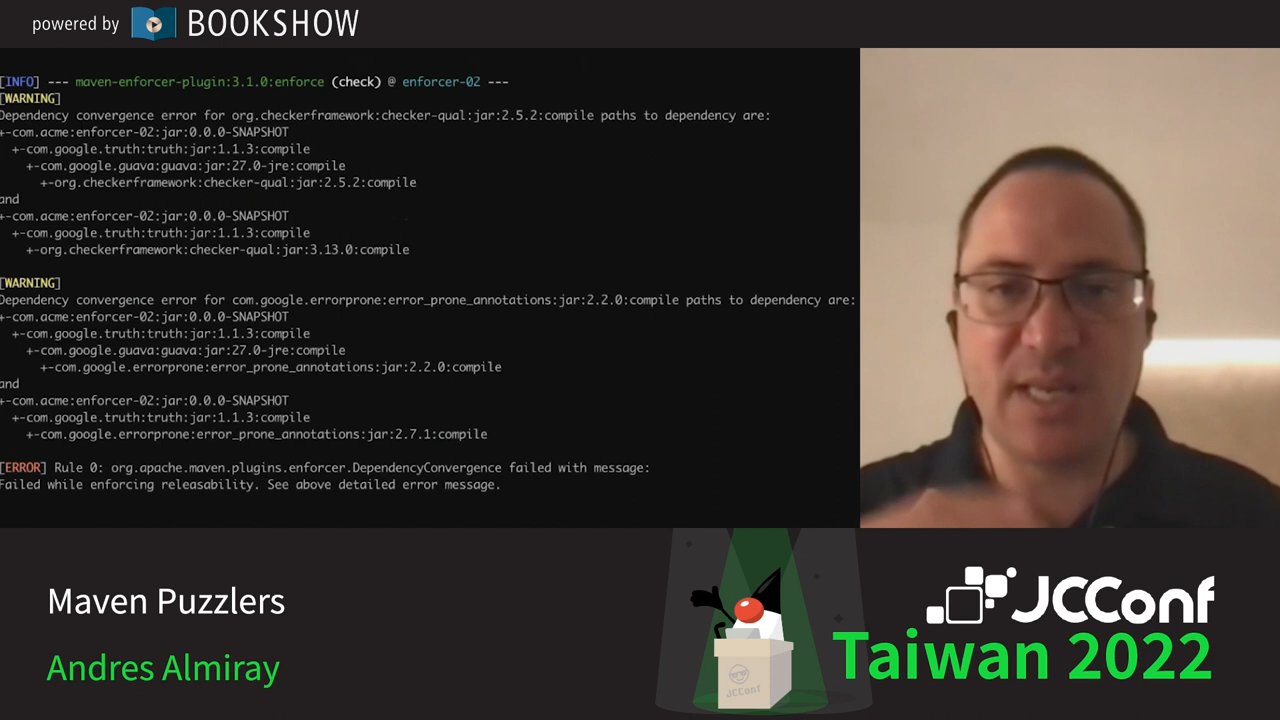 powered by BOOKSHOW
[INFO] --- maven-enforcer-plugin:3.1.0:enforce (check) @ enforcer-02 ---
[WARNING]
Dependency convergence error for org.checkerframework:checker-qual:jar:2.5.2:compile paths to dependency are:
+-com.acme:enforcer-02:jar:0.0.0-SNAPSHOT
+-com.google.truth:truth:jar:1.1.3:compile
+-com.google.guava:guava:jar:27.0-jre:compile
+-org.checkerframework:checker-qual:jar:2.5.2:compile
and
+-com.acme:enforcer-02:jar:0.0.0-SNAPSHOT
+-com.google.truth:truth:jar:1.1.3:compile
+-org.checkerframework:checker-qual:jar:3.13.0:compile
[WARNING]
Dependency convergence error for com.google.errorprone:error_prone_annotations:jar:2.2.0:compile paths to dependency are:
+-com.acme:enforcer-02:jar:0.0.0-SNAPSHOT
+-com.google.truth:truth:jar:1.1.3:compile
+-com.google.guava:guava:jar:27.0-jre:compile
+-com.google.errorprone:error_prone_annotations:jar:2.2.0:compile
and
+-com.acme:enforcer-02:jar:0.0.0-SNAPSHOT
+-com.google.truth:truth:jar:1.1.3:compile
+-com.google.errorprone:error_prone_annotations:jar:2.7.1:compile
[ERROR] Rule 0: org.apache.maven.plugins.enforcer.DependencyConvergence failed with message:
Failed while enforcing releasability. See above detailed error message.
Maven Puzzlers
Andres Almiray
JCConf
JCConf
Taiwan 2022